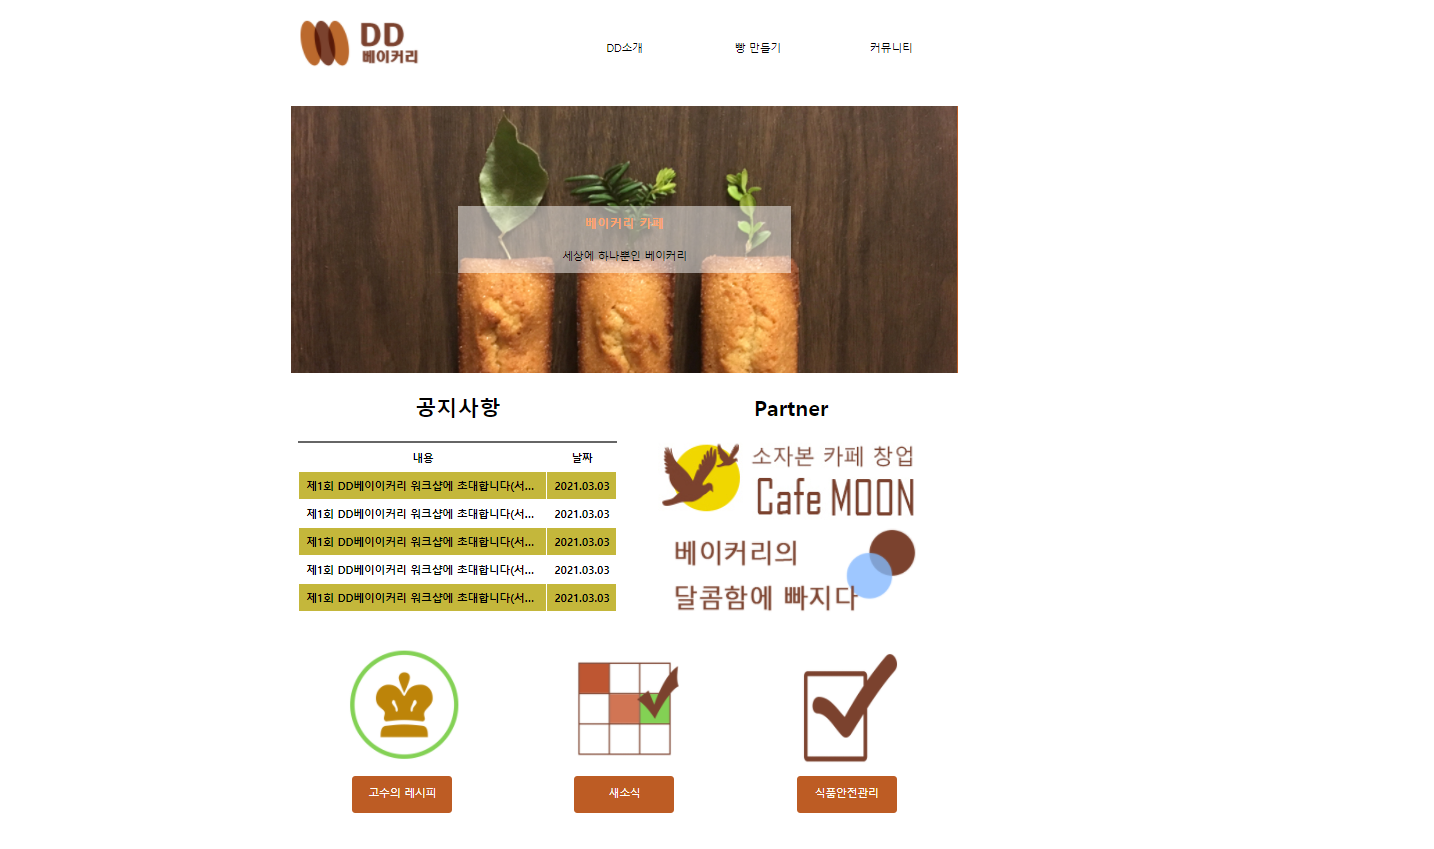 DD
베이커리
DD소개
빵 만들기
커뮤니티
베이커리 카페
세상에 하나뿐인 베이커리
공지사항
내용 날짜
제1회 DD베이이커리 워크샵에 초대합니다(서... 2021.03.03
제1회 DD베이이커리 워크샵에 초대합니다(서... 2021.03.03
제1회 DD베이이커리 워크샵에 초대합니다(서... 2021.03.03
제1회 DD베이이커리 워크샵에 초대합니다(서... 2021.03.03
제1회 DD베이이커리 워크샵에 초대합니다(서... 2021.03.03
Partner
소자본 카페 창업
Cafe MOON
베이커리의
달콤함에 빠지다
고수의 레시피
새소식
식품안전관리